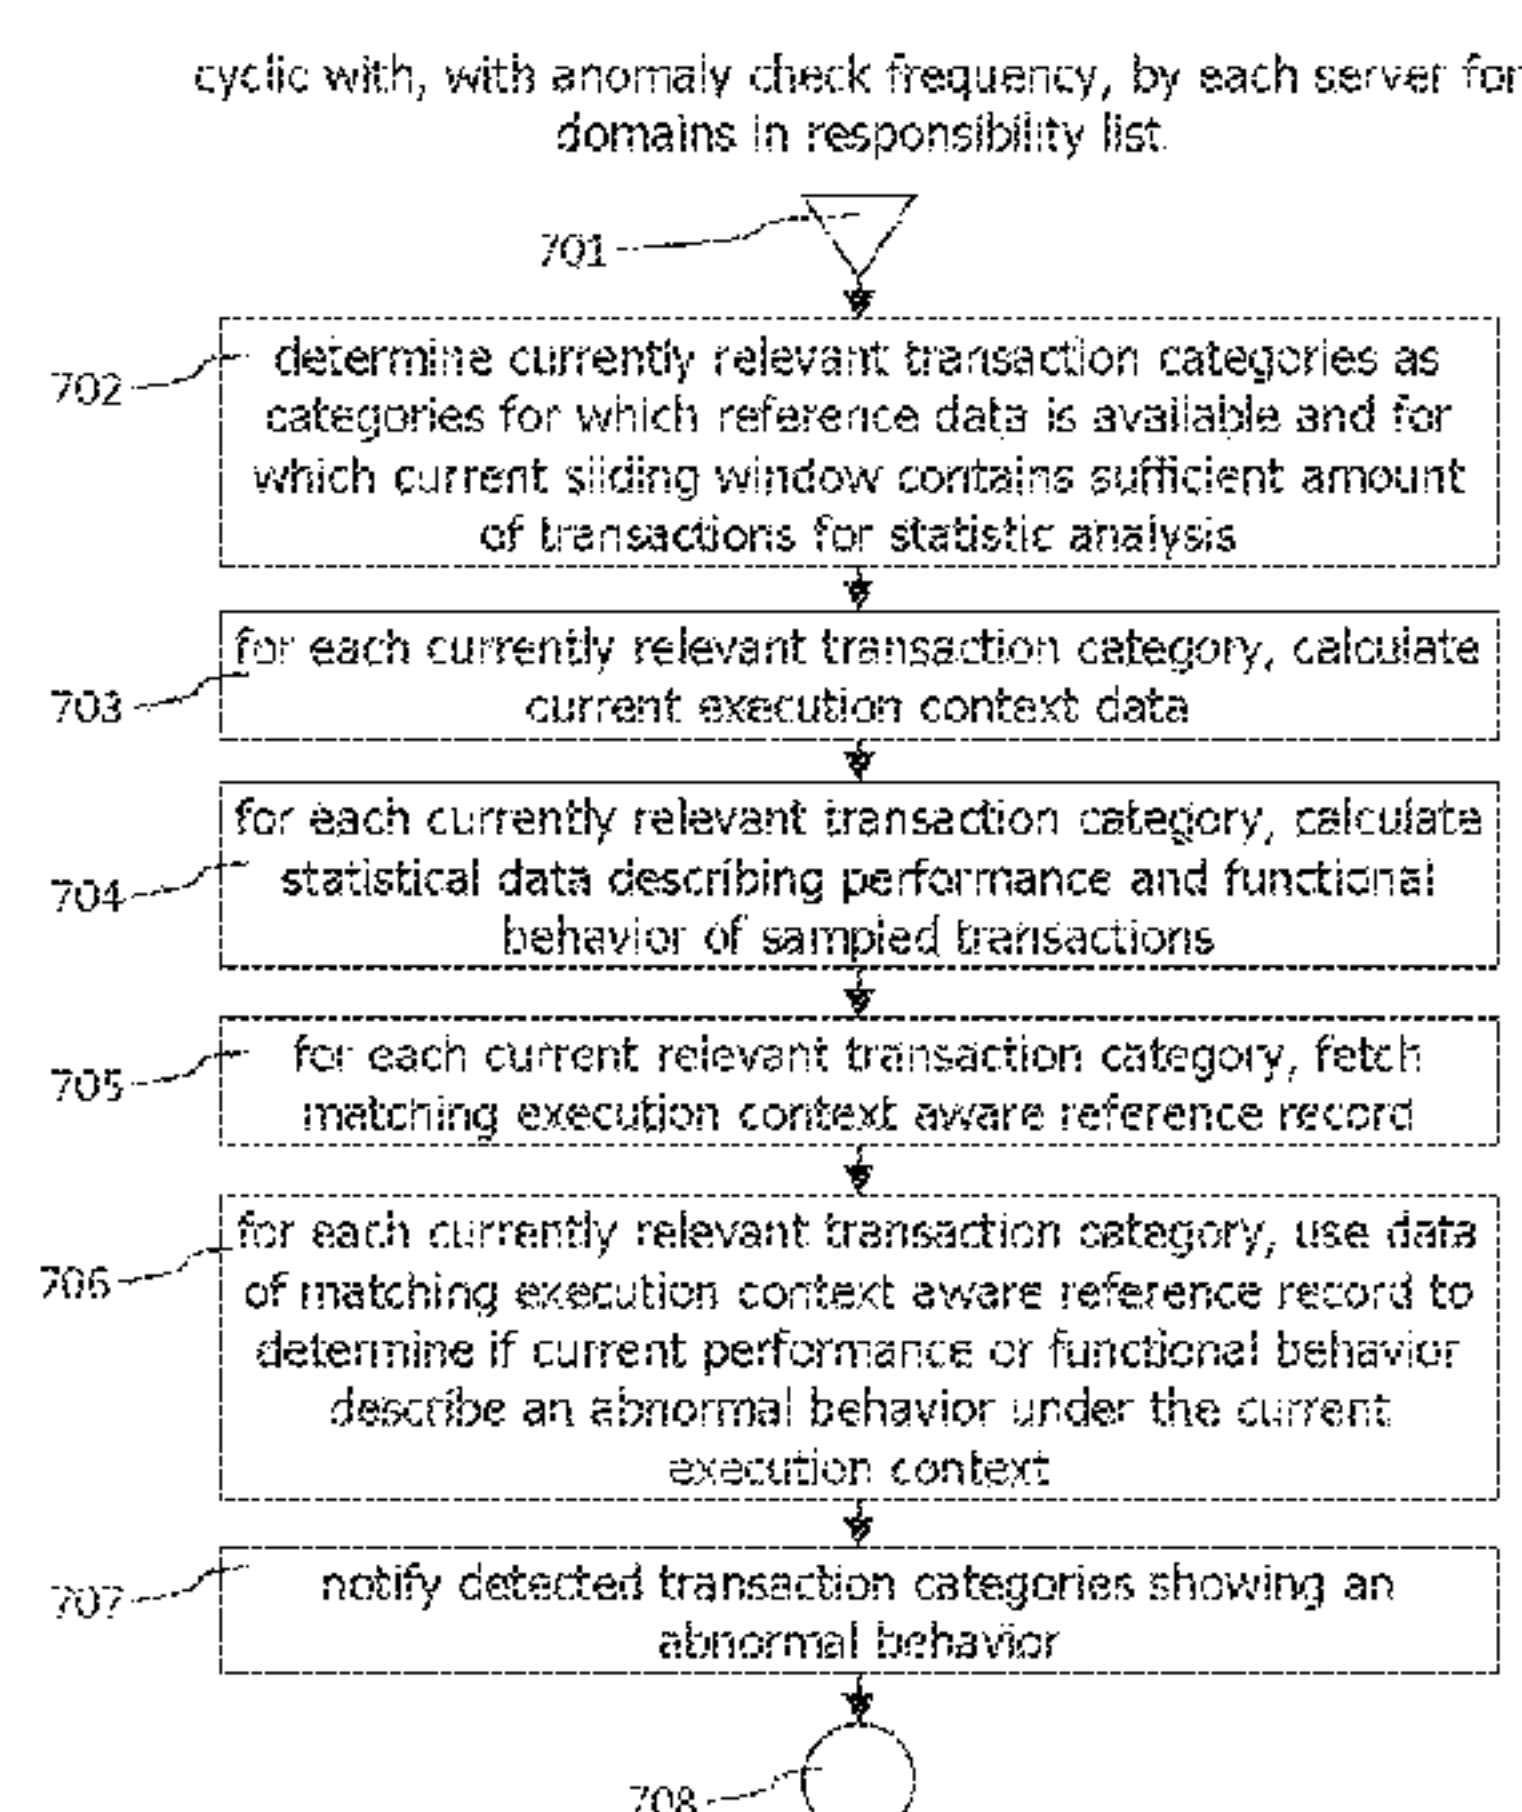 cyclic with, with anomaly check frequency, by each server for
domains in responsibility list
701
702
determine currently relevant transaction categories as
categories for which reference data is available and for
which current sliding window contains sufficient amount
of transactions for statistic analysis
703
for each currently relevant transaction category, calculate
current execution context data
704
for each currently relevant transaction category, calculate
statistical data describing performance and functional
behavior of sampled transactions
705
for each current relevant transaction category, fetch
matching execution context aware reference record
706
for each currently relevant transaction category, use data
of matching execution context aware reference record to
determine if current performance or functional behavior
describe an abnormal behavior under the current
execution context
707
notify detected transaction categories showing an
abnormal behavior
708